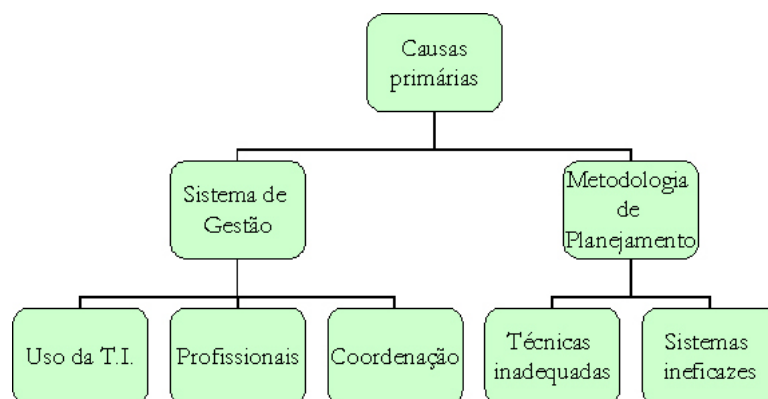 Causas
primárias
Sistema de
Gestão
Metodologia
de
Planejamento
Uso da T.I.
Profissionais
Coordenação
Técnicas
inadequadas
Sistemas
ineficazes